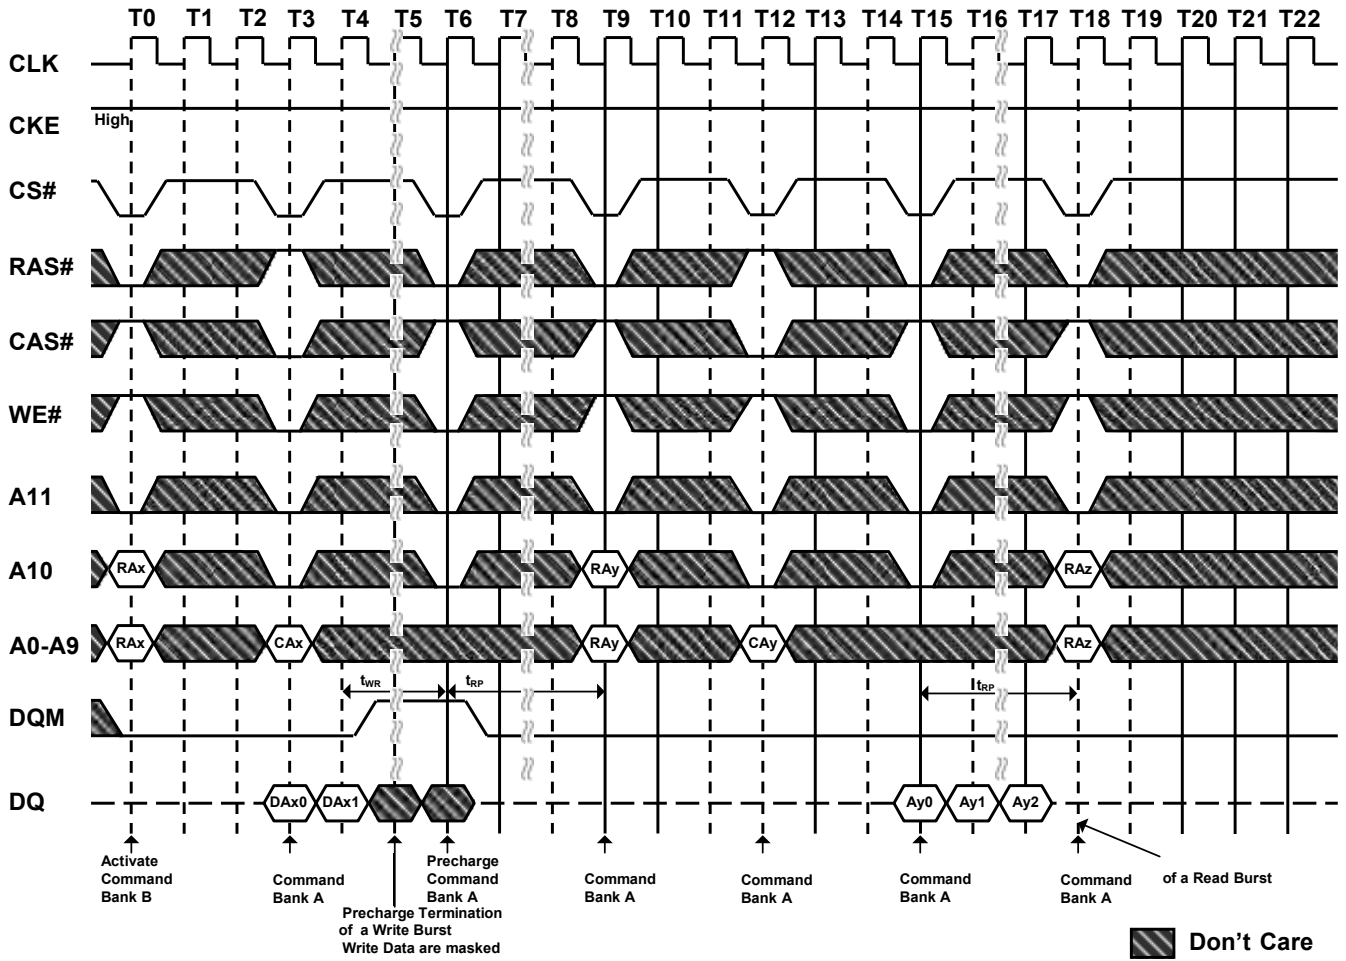 T0 T1 T2 T3 T4 T5 T6 T7 T8 T9 T10 T11 T12 T13 T14 T15 T16 T17 T18 T19 T20 T21 T22
CLK
CKE
High
CS#
RAS#
CAS#
WE#
A11
A10
RAx RAy RAz
A0-A9
RAx CAx RAy CAy RAz
tWR tRP tRP
DQM
DQ
DAx0 DAx1 Ay0 Ay1 Ay2
Activate
Command
Bank B
Command
Bank A
Precharge Termination
of a Write Burst
Write Data are masked
Precharge
Command
Bank A
Command
Bank A
Command
Bank A
Command
Bank A
Command
Bank A
of a Read Burst
Don't Care